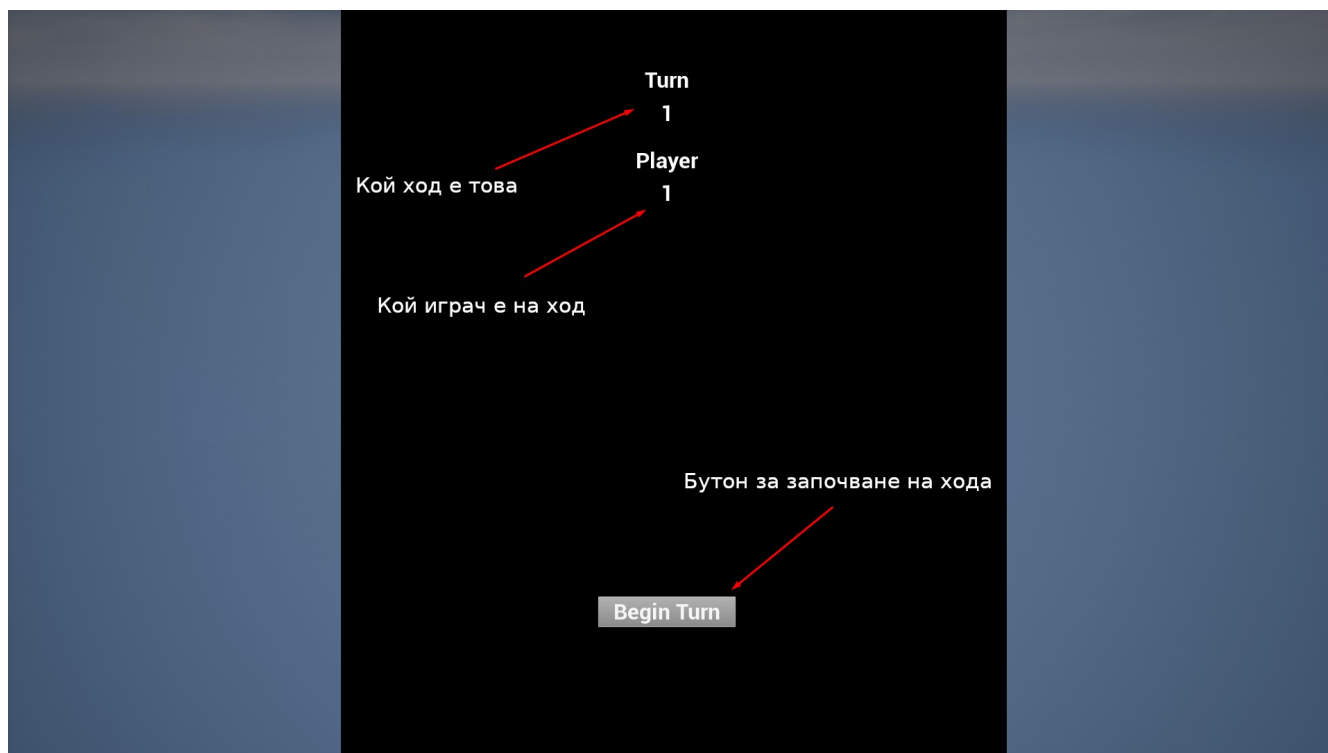 Turn
1
Player
1
Кой ход е това
Кой играч е на ход
Бутон за започване на хода
Begin Turn